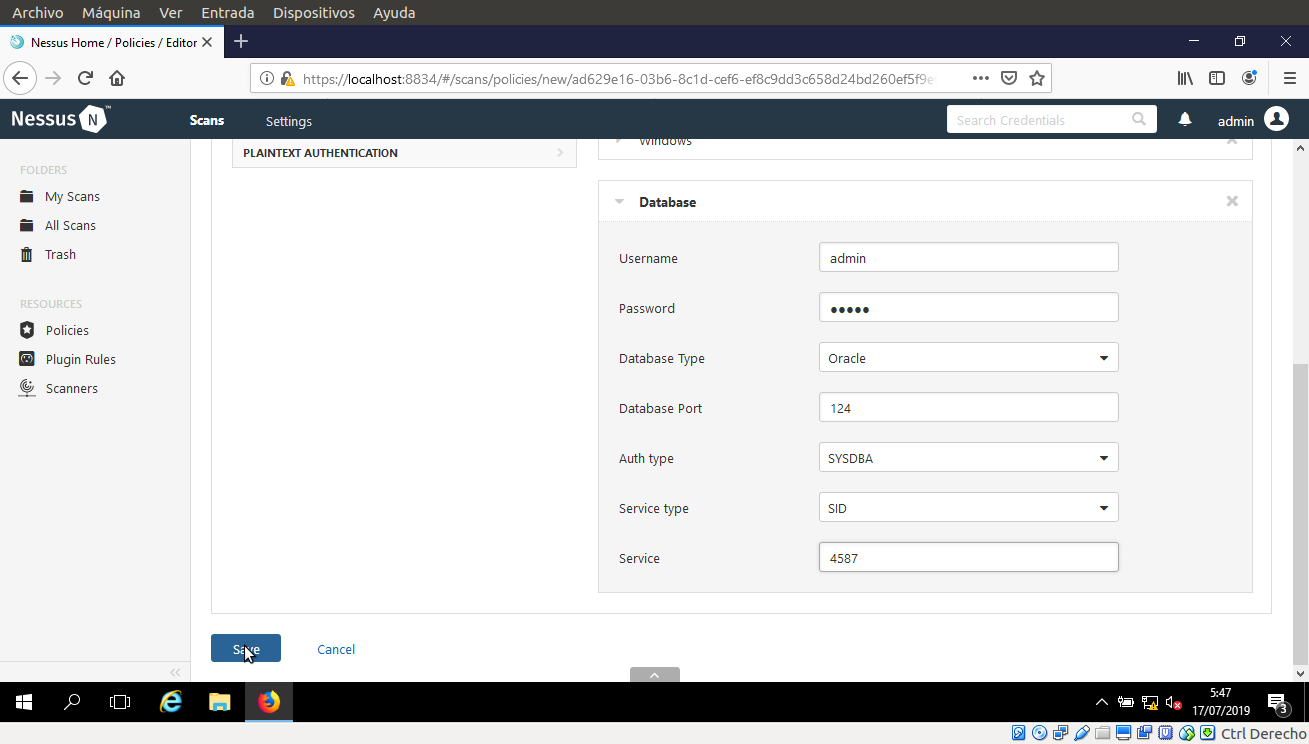 Archivo Máquina Ver Entrada Dispositivos Ayuda
Nessus Home / Policies / Editor
https://localhost:8834/#/scans/policies/new/ad629e16-03b6-8c1d-cef6-ef8c9dd3c658d24bd260ef5f9e
Nessus N ™ Scans Settings Search Credentials admin
FOLDERS
My Scans
All Scans
Trash
RESOURCES
Policies
Plugin Rules
Scanners
PLAINTEXT AUTHENTICATION
Windows
Database
Username admin
Password •••••
Database Type Oracle
Database Port 124
Auth type SYSDBA
Service type SID
Service 4587
Save Cancel
5:47
17/07/2019
3
Ctrl Derecho